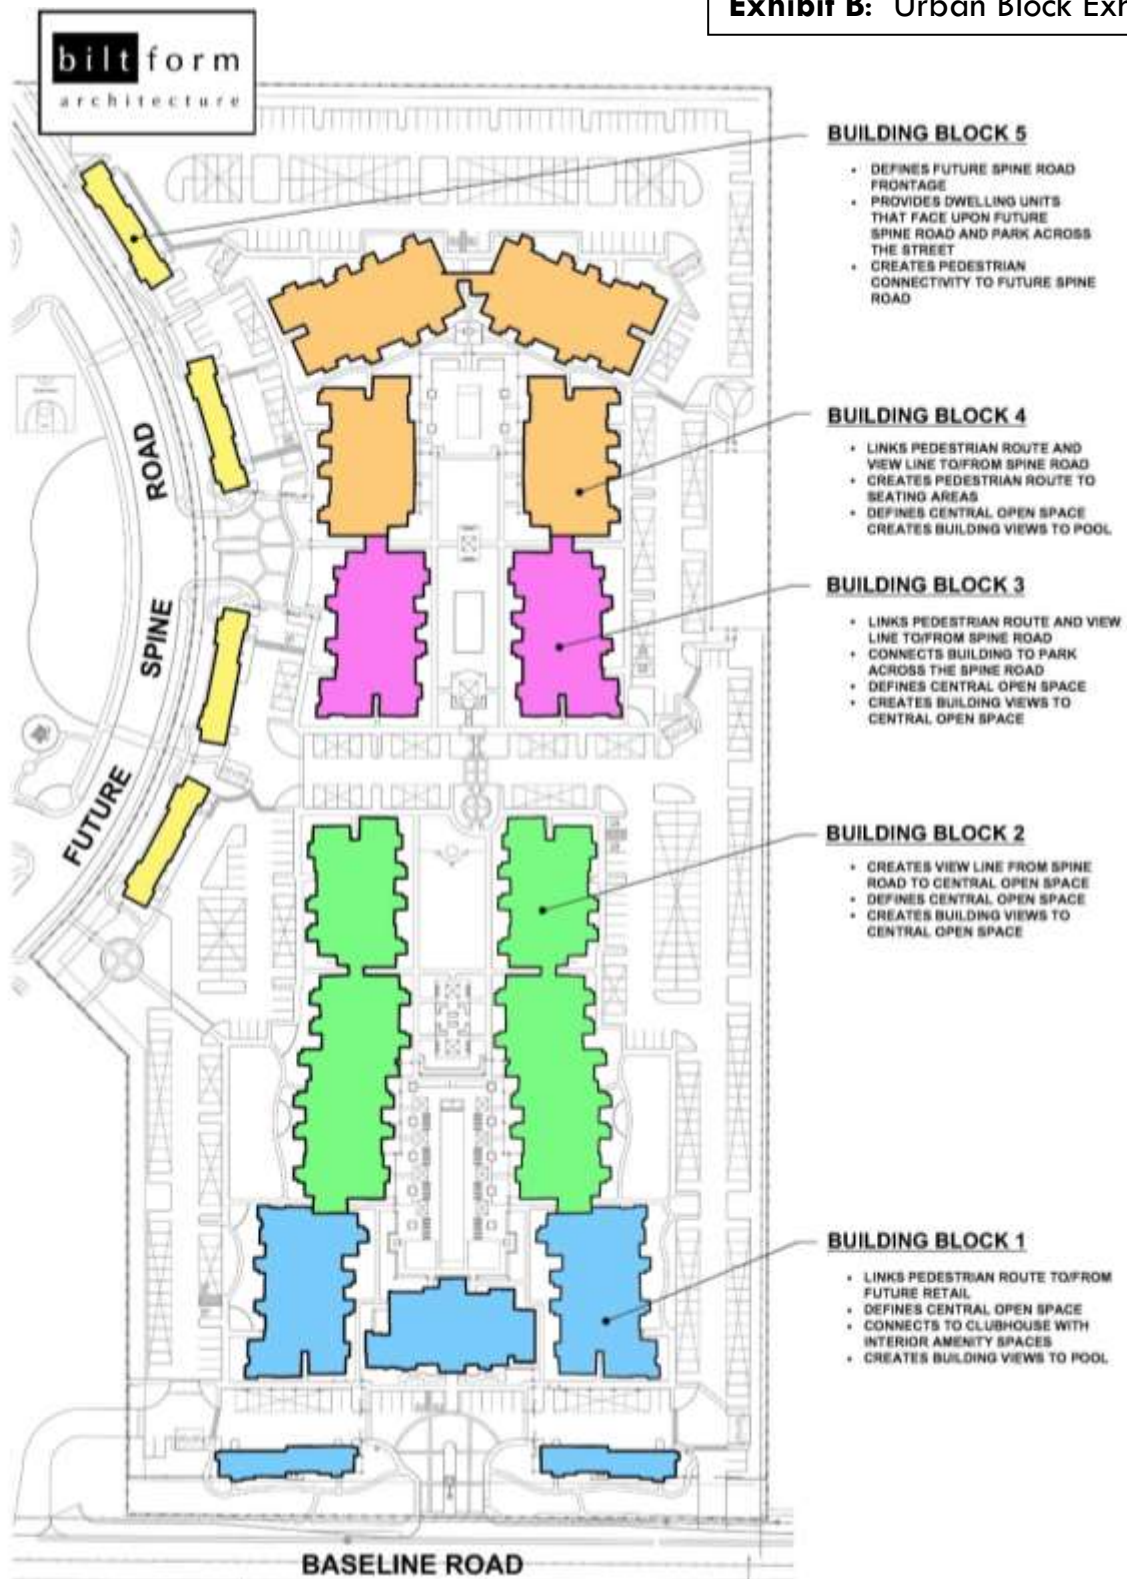 Exhibit B: Urban Block Exh
bilt form
architecture
BUILDING BLOCK 5
• DEFINES FUTURE SPINE ROAD
FRONTAGE
• PROVIDES DWELLING UNITS
THAT FACE UPON FUTURE
SPINE ROAD AND PARK ACROSS
THE STREET
• CREATES PEDESTRIAN
CONNECTIVITY TO FUTURE SPINE
ROAD
BUILDING BLOCK 4
• LINKS PEDESTRIAN ROUTE AND
VIEW LINE TO/FROM SPINE ROAD
• CREATES PEDESTRIAN ROUTE TO
SEATING AREAS
• DEFINES CENTRAL OPEN SPACE
CREATES BUILDING VIEWS TO POOL
BUILDING BLOCK 3
• LINKS PEDESTRIAN ROUTE AND VIEW
LINE TO/FROM SPINE ROAD
• CONNECTS BUILDING TO PARK
ACROSS THE SPINE ROAD
• DEFINES CENTRAL OPEN SPACE
• CREATES BUILDING VIEWS TO
CENTRAL OPEN SPACE
BUILDING BLOCK 2
• CREATES VIEW LINE FROM SPINE
ROAD TO CENTRAL OPEN SPACE
• DEFINES CENTRAL OPEN SPACE
• CREATES BUILDING VIEWS TO
CENTRAL OPEN SPACE
BUILDING BLOCK 1
• LINKS PEDESTRIAN ROUTE TO/FROM
FUTURE RETAIL
• DEFINES CENTRAL OPEN SPACE
• CONNECTS TO CLUBHOUSE WITH
INTERIOR AMENITY SPACES
• CREATES BUILDING VIEWS TO POOL
FUTURE SPINE ROAD
BASELINE ROAD